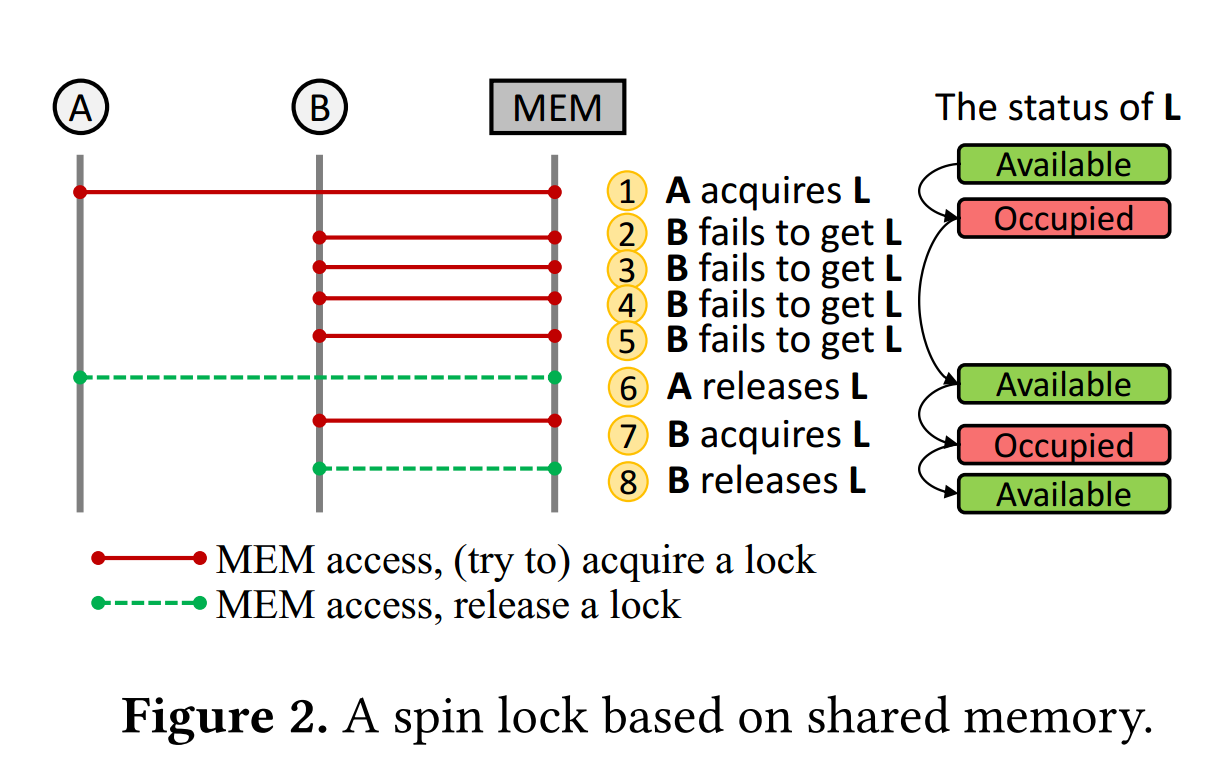 A B MEM The status of L
Available
1 A acquires L
Occupied
2 B fails to get L
3 B fails to get L
4 B fails to get L
5 B fails to get L
6 A releases L
Available
7 B acquires L
Occupied
8 B releases L
Available
MEM access, (try to) acquire a lock
MEM access, release a lock
Figure 2. A spin lock based on shared memory.